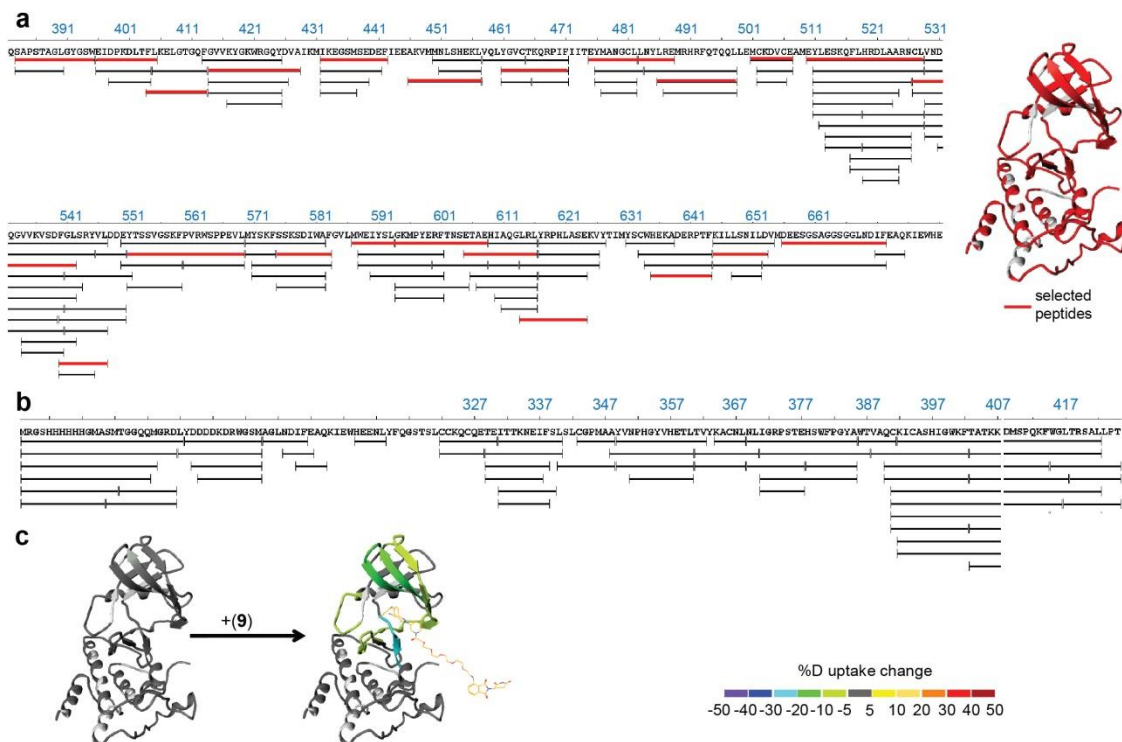 a
391 401 411 421 431 441 451 461 471 481 491 501 511 521 531
QSAPSTAGLGYGSWEIDPKDLTFLKELGTGQFGVVKYGKWRGQYDVAIKMIKEGSMSEDEFIEEAKVMMNLSHEKLVQLYGVCTKQRPIFIITEYMANGCLLNYLREMRHRFQTQQLLEMCKDVCEAMEYLESKQFLHRDLAARNCLVND
541 551 561 571 581 591 601 611 621 631 641 651 661
QGVVKVSDFGLSRYVLDDEYTSSVGSKFPVRWSPPEVLMYSKFSSKSDIWAFGVLMWEIYSLGKMPYERFTNSETAEHIAQGLRLYRPHLASEKVYTIMYSCWHEKADERPTFKILLSNILDVMDEESGSAGGSGGLNDIFEAQKIEWHE
selected
peptides
b
327 337 347 357 367 377 387 397 407 417
MRGSHHHHHHGMASMTGGQQMGRDLYDDDDKDRWGSMAGLNDIFEAQKIEWHEENLYFQGSTSLCCKQCQETEITTKNEIFSLSLCGPMAAYVNPHGYVHETLTVYKACNLNLIGRPSTEHSWFPGYAWTVAQCKICASHIGWKFTATKKDMSPQKFWGLTRSALLPT
c
+(9)
%D uptake change
-50 -40 -30 -20 -10 -5 5 10 20 30 40 50